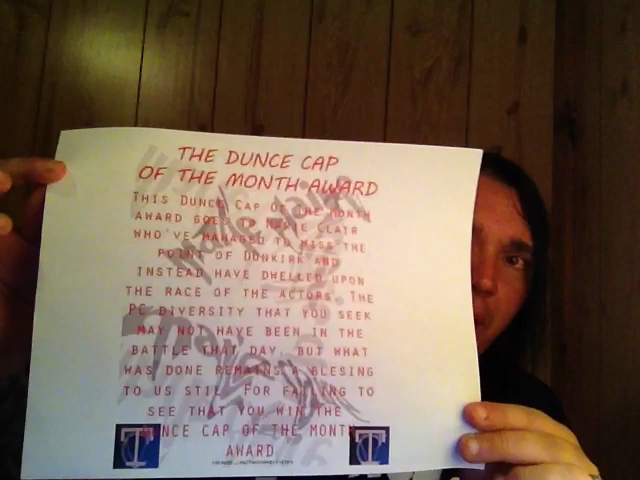 THE DUNCE CAP
OF THE MONTH AWARD
THIS DUNCE CAP OF THE MONTH
AWARD GOES TO MARIE CLAIR
WHO'VE MANAGED TO MISS THE
POINT OF DUNKIRK AND
INSTEAD HAVE DWELLED UPON
THE RACE OF THE ACTORS. THE
PC DIVERSITY THAT YOU SEEK
MAY NOT HAVE BEEN IN THE
BATTLE THAT DAY, BUT WHAT
WAS DONE REMAINS A BLESING
TO US STIL. FOR FAILING TO
SEE THAT YOU WIN THE
DUNCE CAP OF THE MONTH
AWARD